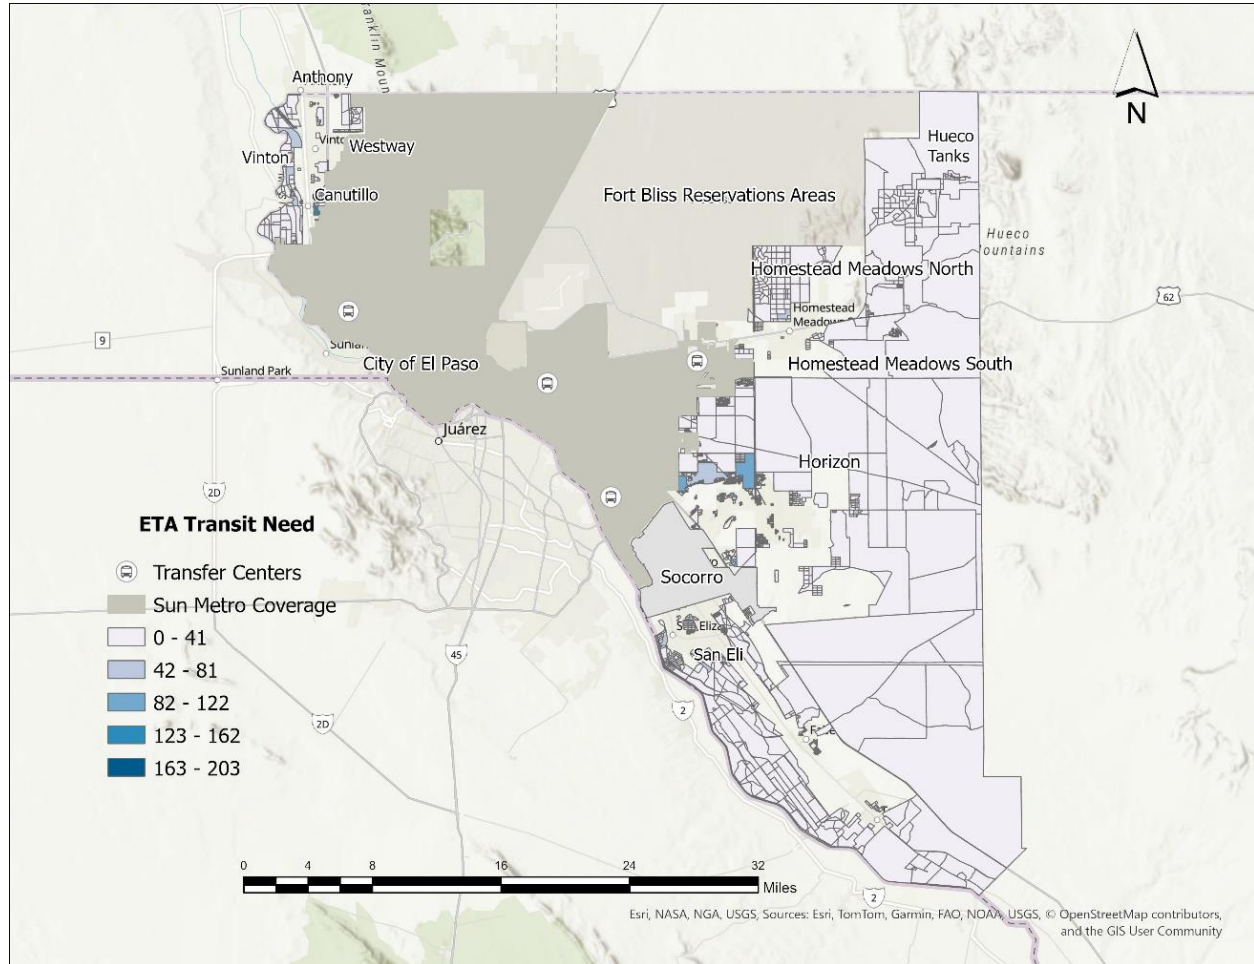 Anthony
Vinton
Westway
Canutillo
Hueco
Tanks
Fort Bliss Reservations Areas
Hueco
Homestead Meadows North
62
Homestead
9
Homestead Meadows South
City of El Paso
Sunland Park
Juárez
Horizon
2D
ETA Transit Need
Transfer Centers
Socorro
Sun Metro Coverage
0 - 41
San Eli
45
42 - 81
2
82 - 122
2D
123 - 162
163 - 203
0 4 8 16 24 32
Miles
2
Esri, NASA, NGA, USGS, Sources: Esri, TomTom, Garmin, FAO, NOAA, USGS, © OpenStreetMap contributors,
and the GIS User Community
N